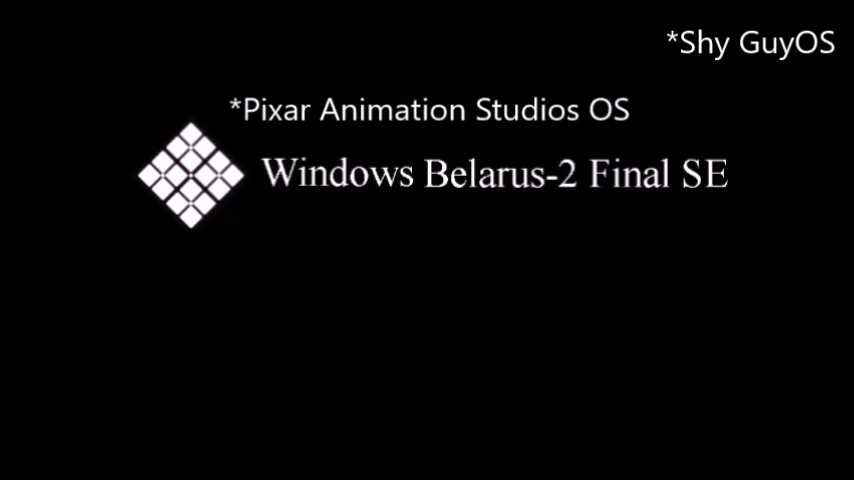 *Shy GuyOS
*Pixar Animation Studios OS
Windows Belarus-2 Final SE